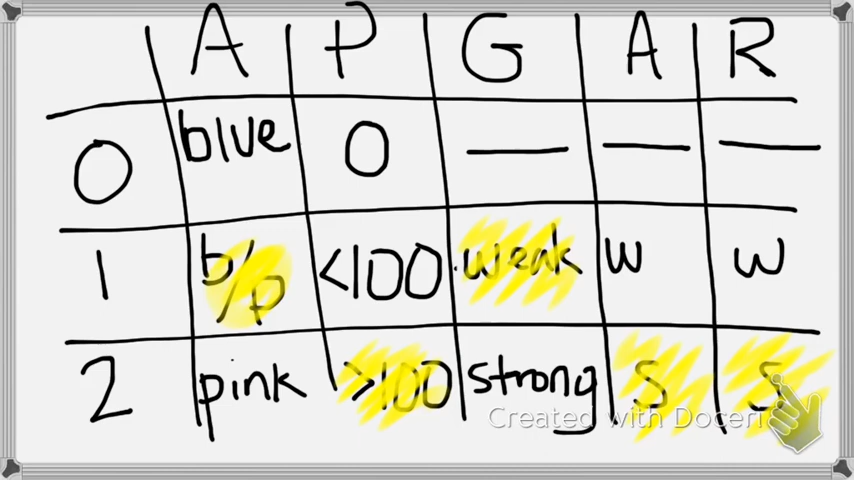 A P G A R
0 blue 0 — — —
1 b/p <100 weak w w
2 pink >100 strong S S
Created with Doceri